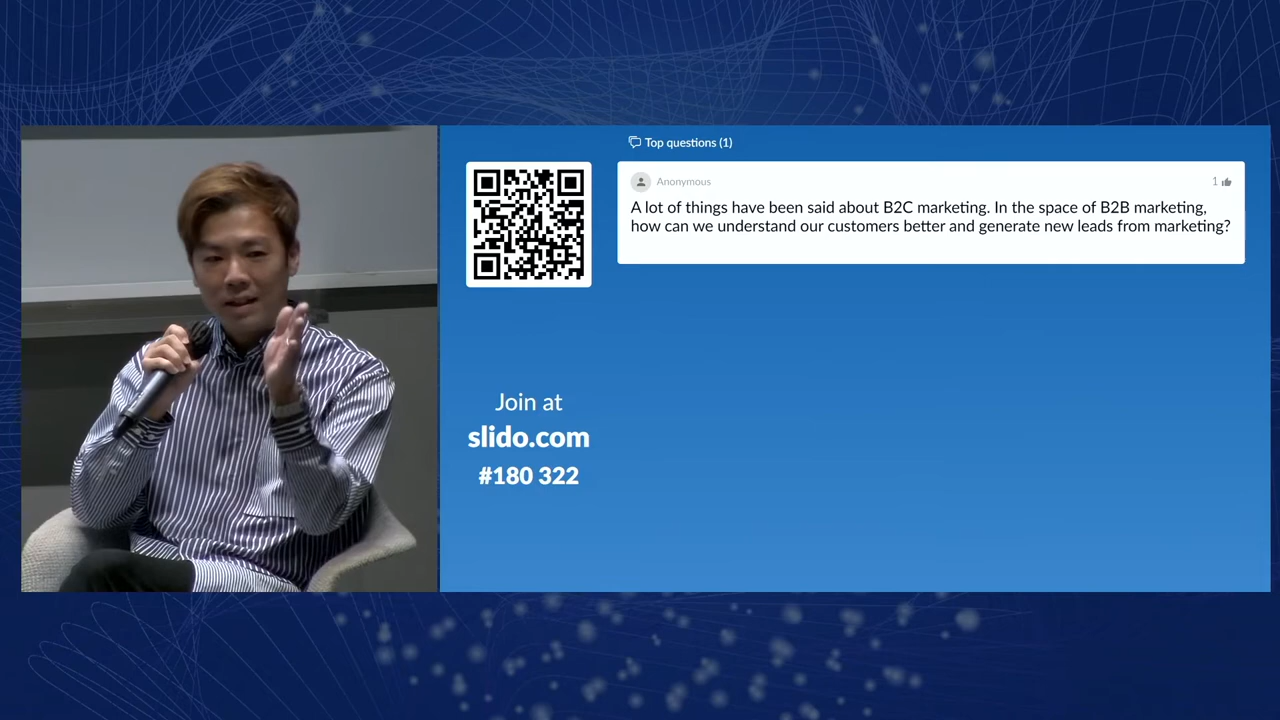 Top questions (1)
Anonymous
1
A lot of things have been said about B2C marketing. In the space of B2B marketing,
how can we understand our customers better and generate new leads from marketing?
Join at
slido.com
#180 322